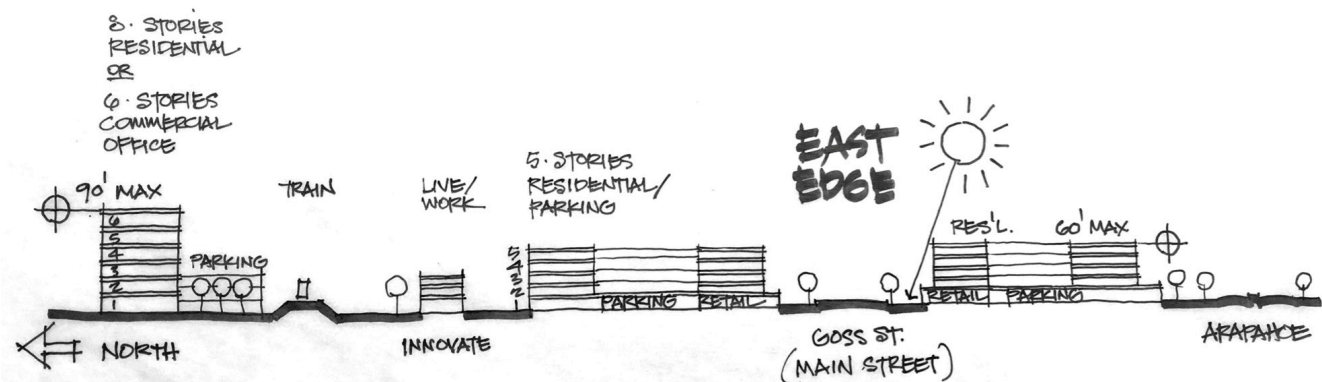 8. STORIES
RESIDENTIAL
OR
6. STORIES
COMMERCIAL
OFFICE
90' MAX
TRAIN
LIVE/
WORK
5. STORIES
RESIDENTIAL/
PARKING
EAST
EDGE
RES'L.
60' MAX
6
5
4
3
2
1
PARKING
5
4
3
2
PARKING
RETAIL
RETAIL
PARKING
NORTH
INNOVATE
GOSS ST.
(MAIN STREET)
ARAPAHOE